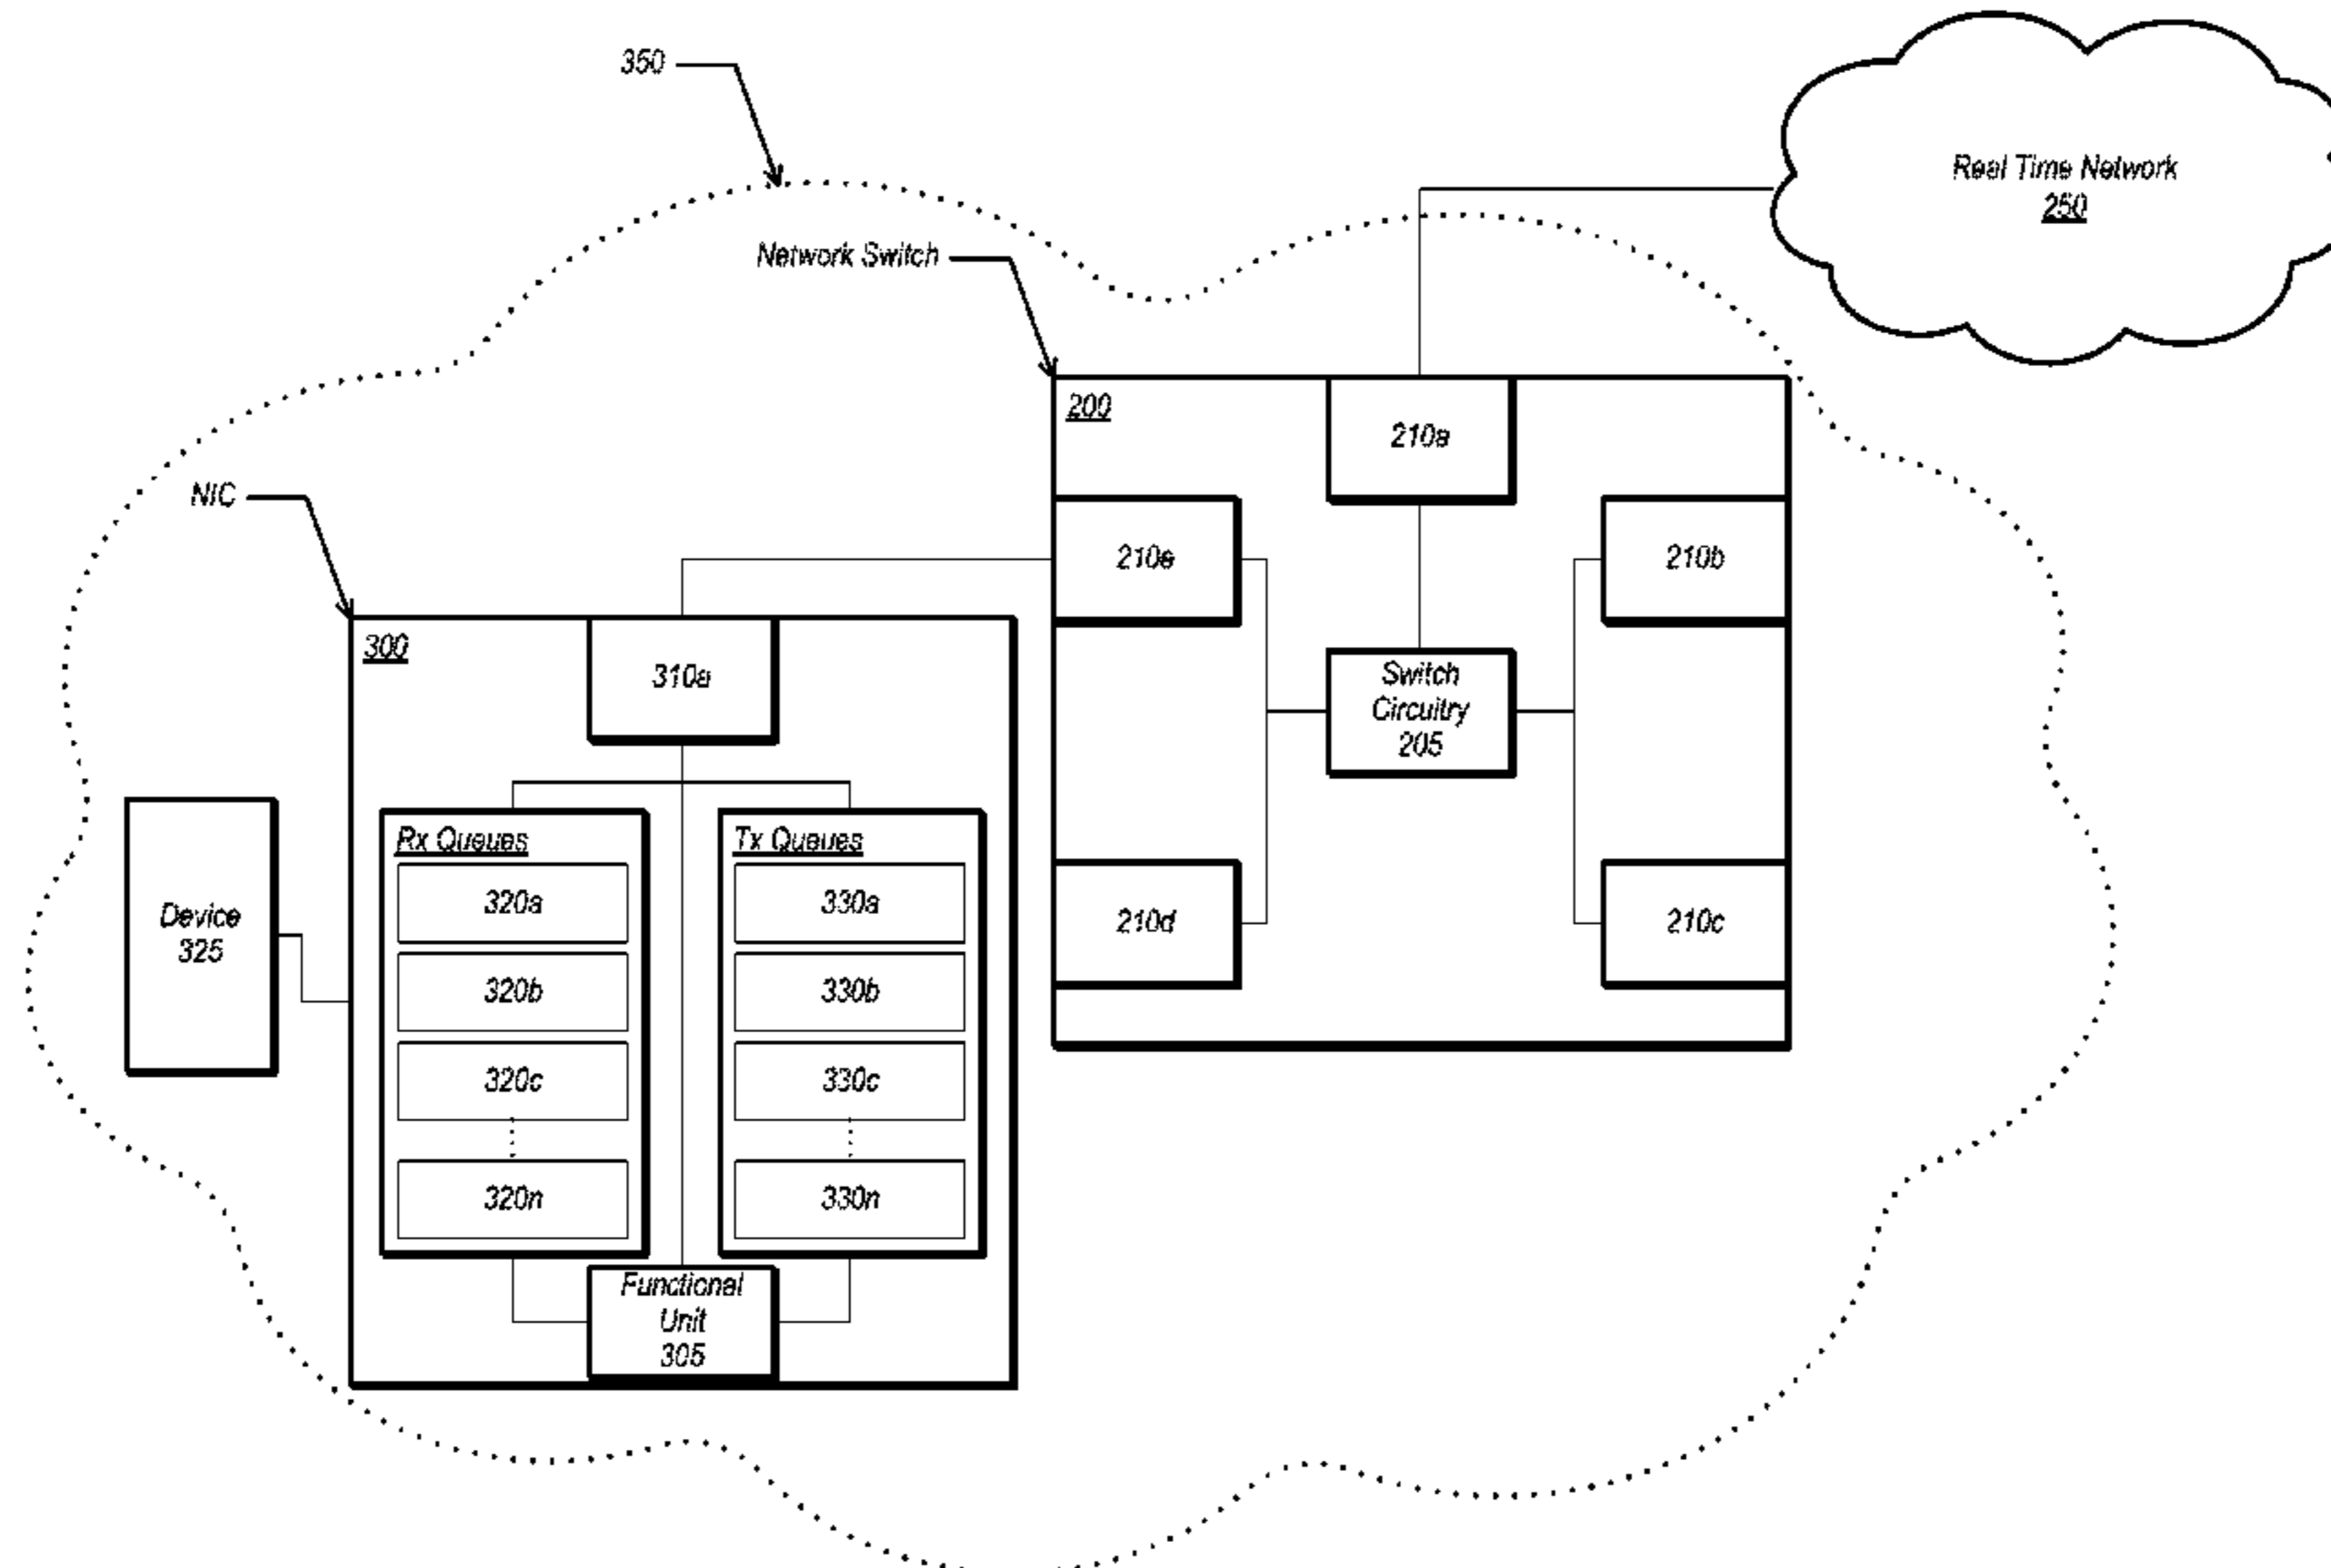 350
Real Time Network
250
Network Switch
200
210a
NIC
210e
210b
300
310a
Switch
Circuitry
205
Rx Queues
Tx Queues
320a
330a
Device
325
210d
210c
320b
330b
320c
330c
320n
330n
Functional
Unit
305